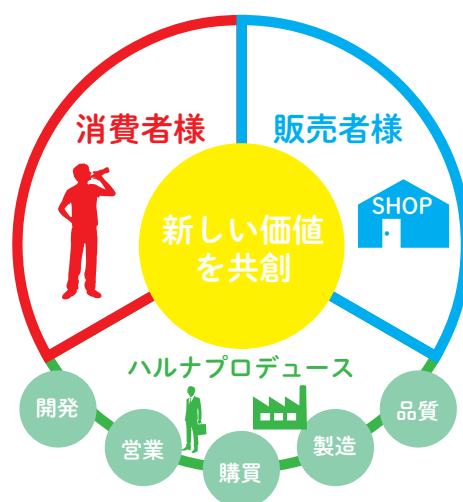 消費者様
販売者様
SHOP
新しい価値
を共創
ハルナプロデュース
開発
営業
購買
製造
品質